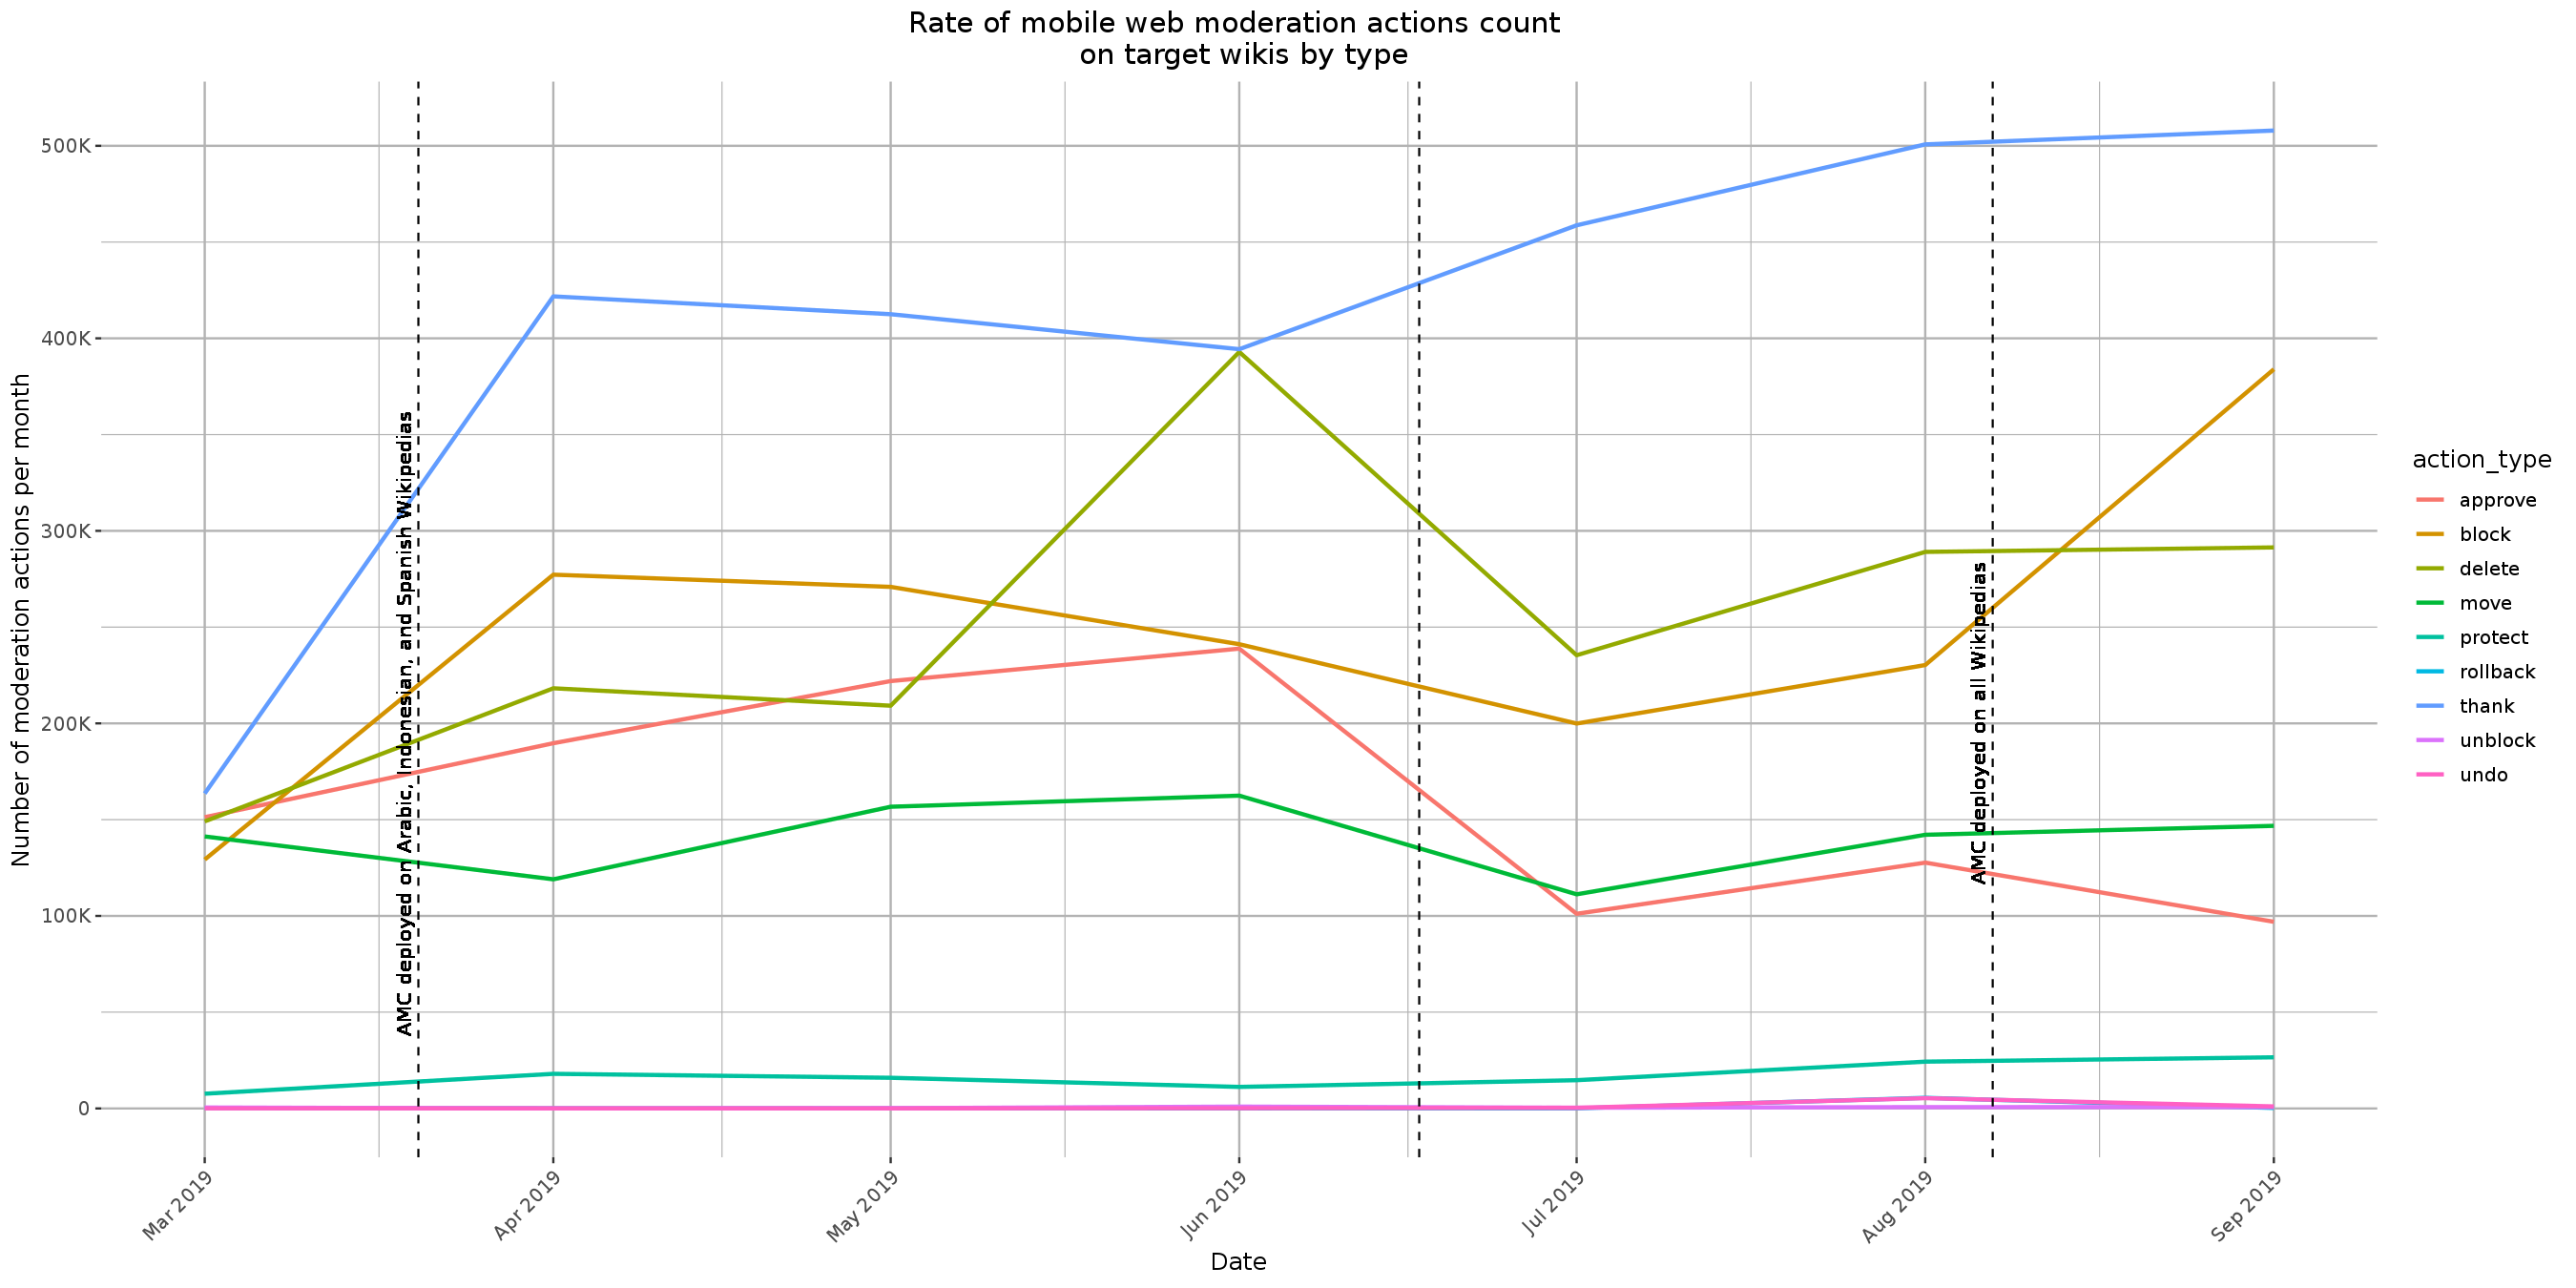 Rate of mobile web moderation actions count
on target wikis by type
Number of moderation actions per month
500K
400K
300K
200K
100K
0
AMC deployed on Arabic, Indonesian, and Spanish Wikipedias
AMC deployed on all Wikipedias
Mar 2019
Apr 2019
May 2019
Jun 2019
Jul 2019
Aug 2019
Sep 2019
Date
action_type
approve
block
delete
move
protect
rollback
thank
unblock
undo